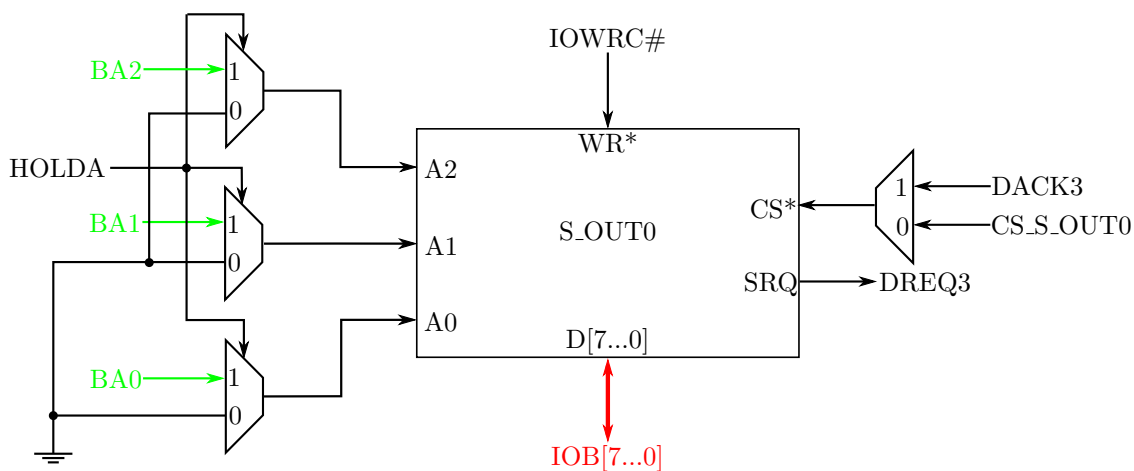 IOWRC#
BA2
1
0
WR*
HOLDA
A2
1
DACK3
CS*
BA1
1
S_OUT0
0
CS_S_OUT0
A1
0
SRQ
DREQ3
A0
D[7...0]
BA0
1
0
IOB[7...0]